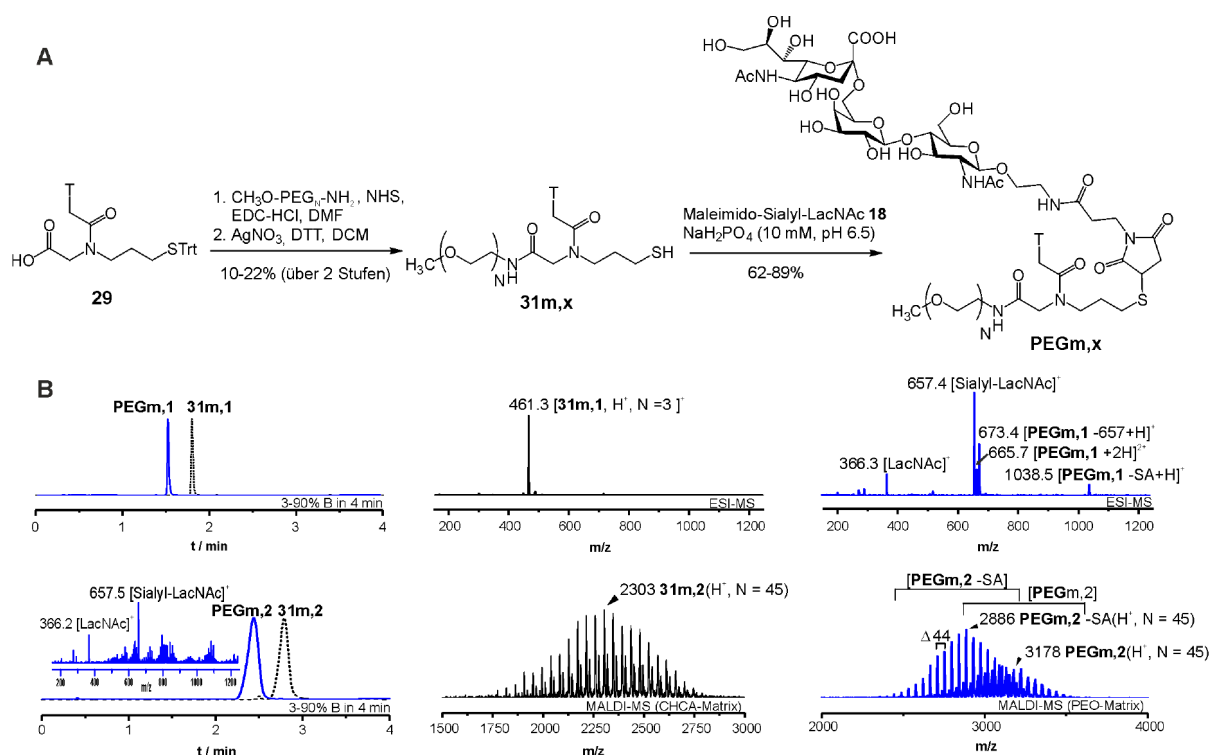 A
OH
HO
OH
OH
COOH
O
AcNH
HO
O
HO
OH
HO
O
OH
O
HO
O
NHAc
O
NH
O
O
N
O
T
O
O
HO
N
STrt
29
1. CH3O-PEGN-NH2, NHS,
EDC-HCl, DMF
2. AgNO3, DTT, DCM
10-22% (über 2 Stufen)
T
O
O
H3C
O
N
N
H
N
SH
31m,x
Maleimido-Sialyl-LacNAc 18
NaH2PO4 (10 mM, pH 6.5)
62-89%
T
O
O
H3C
O
N
N
H
N
S
PEGm,x
B
PEGm,1 31m,1
3-90% B in 4 min
0 1 2 3 4
t / min
461.3 [31m,1, H+, N =3 ]+
ESI-MS
200 400 600 800 1000 1200
m/z
657.4 [Sialyl-LacNAc]+
673.4 [PEGm,1 -657+H]+
665.7 [PEGm,1 +2H]2+
366.3 [LacNAc]+
1038.5 [PEGm,1 -SA+H]+
ESI-MS
200 400 600 800 1000 1200
m/z
657.5 [Sialyl-LacNAc]+
366.2 [LacNAc]+
PEGm,2 31m,2
200 400 600 800 1000 1200
m/z
3-90% B in 4 min
0 1 2 3 4
t / min
2303 31m,2(H+, N = 45)
MALDI-MS (CHCA-Matrix)
1500 1750 2000 2250 2500 2750 3000
m/z
[PEGm,2 -SA]
[PEGm,2]
2886 PEGm,2 -SA(H+, N = 45)
Δ44
3178 PEGm,2(H+, N = 45)
MALDI-MS (PEO-Matrix)
2000 3000 4000
m/z